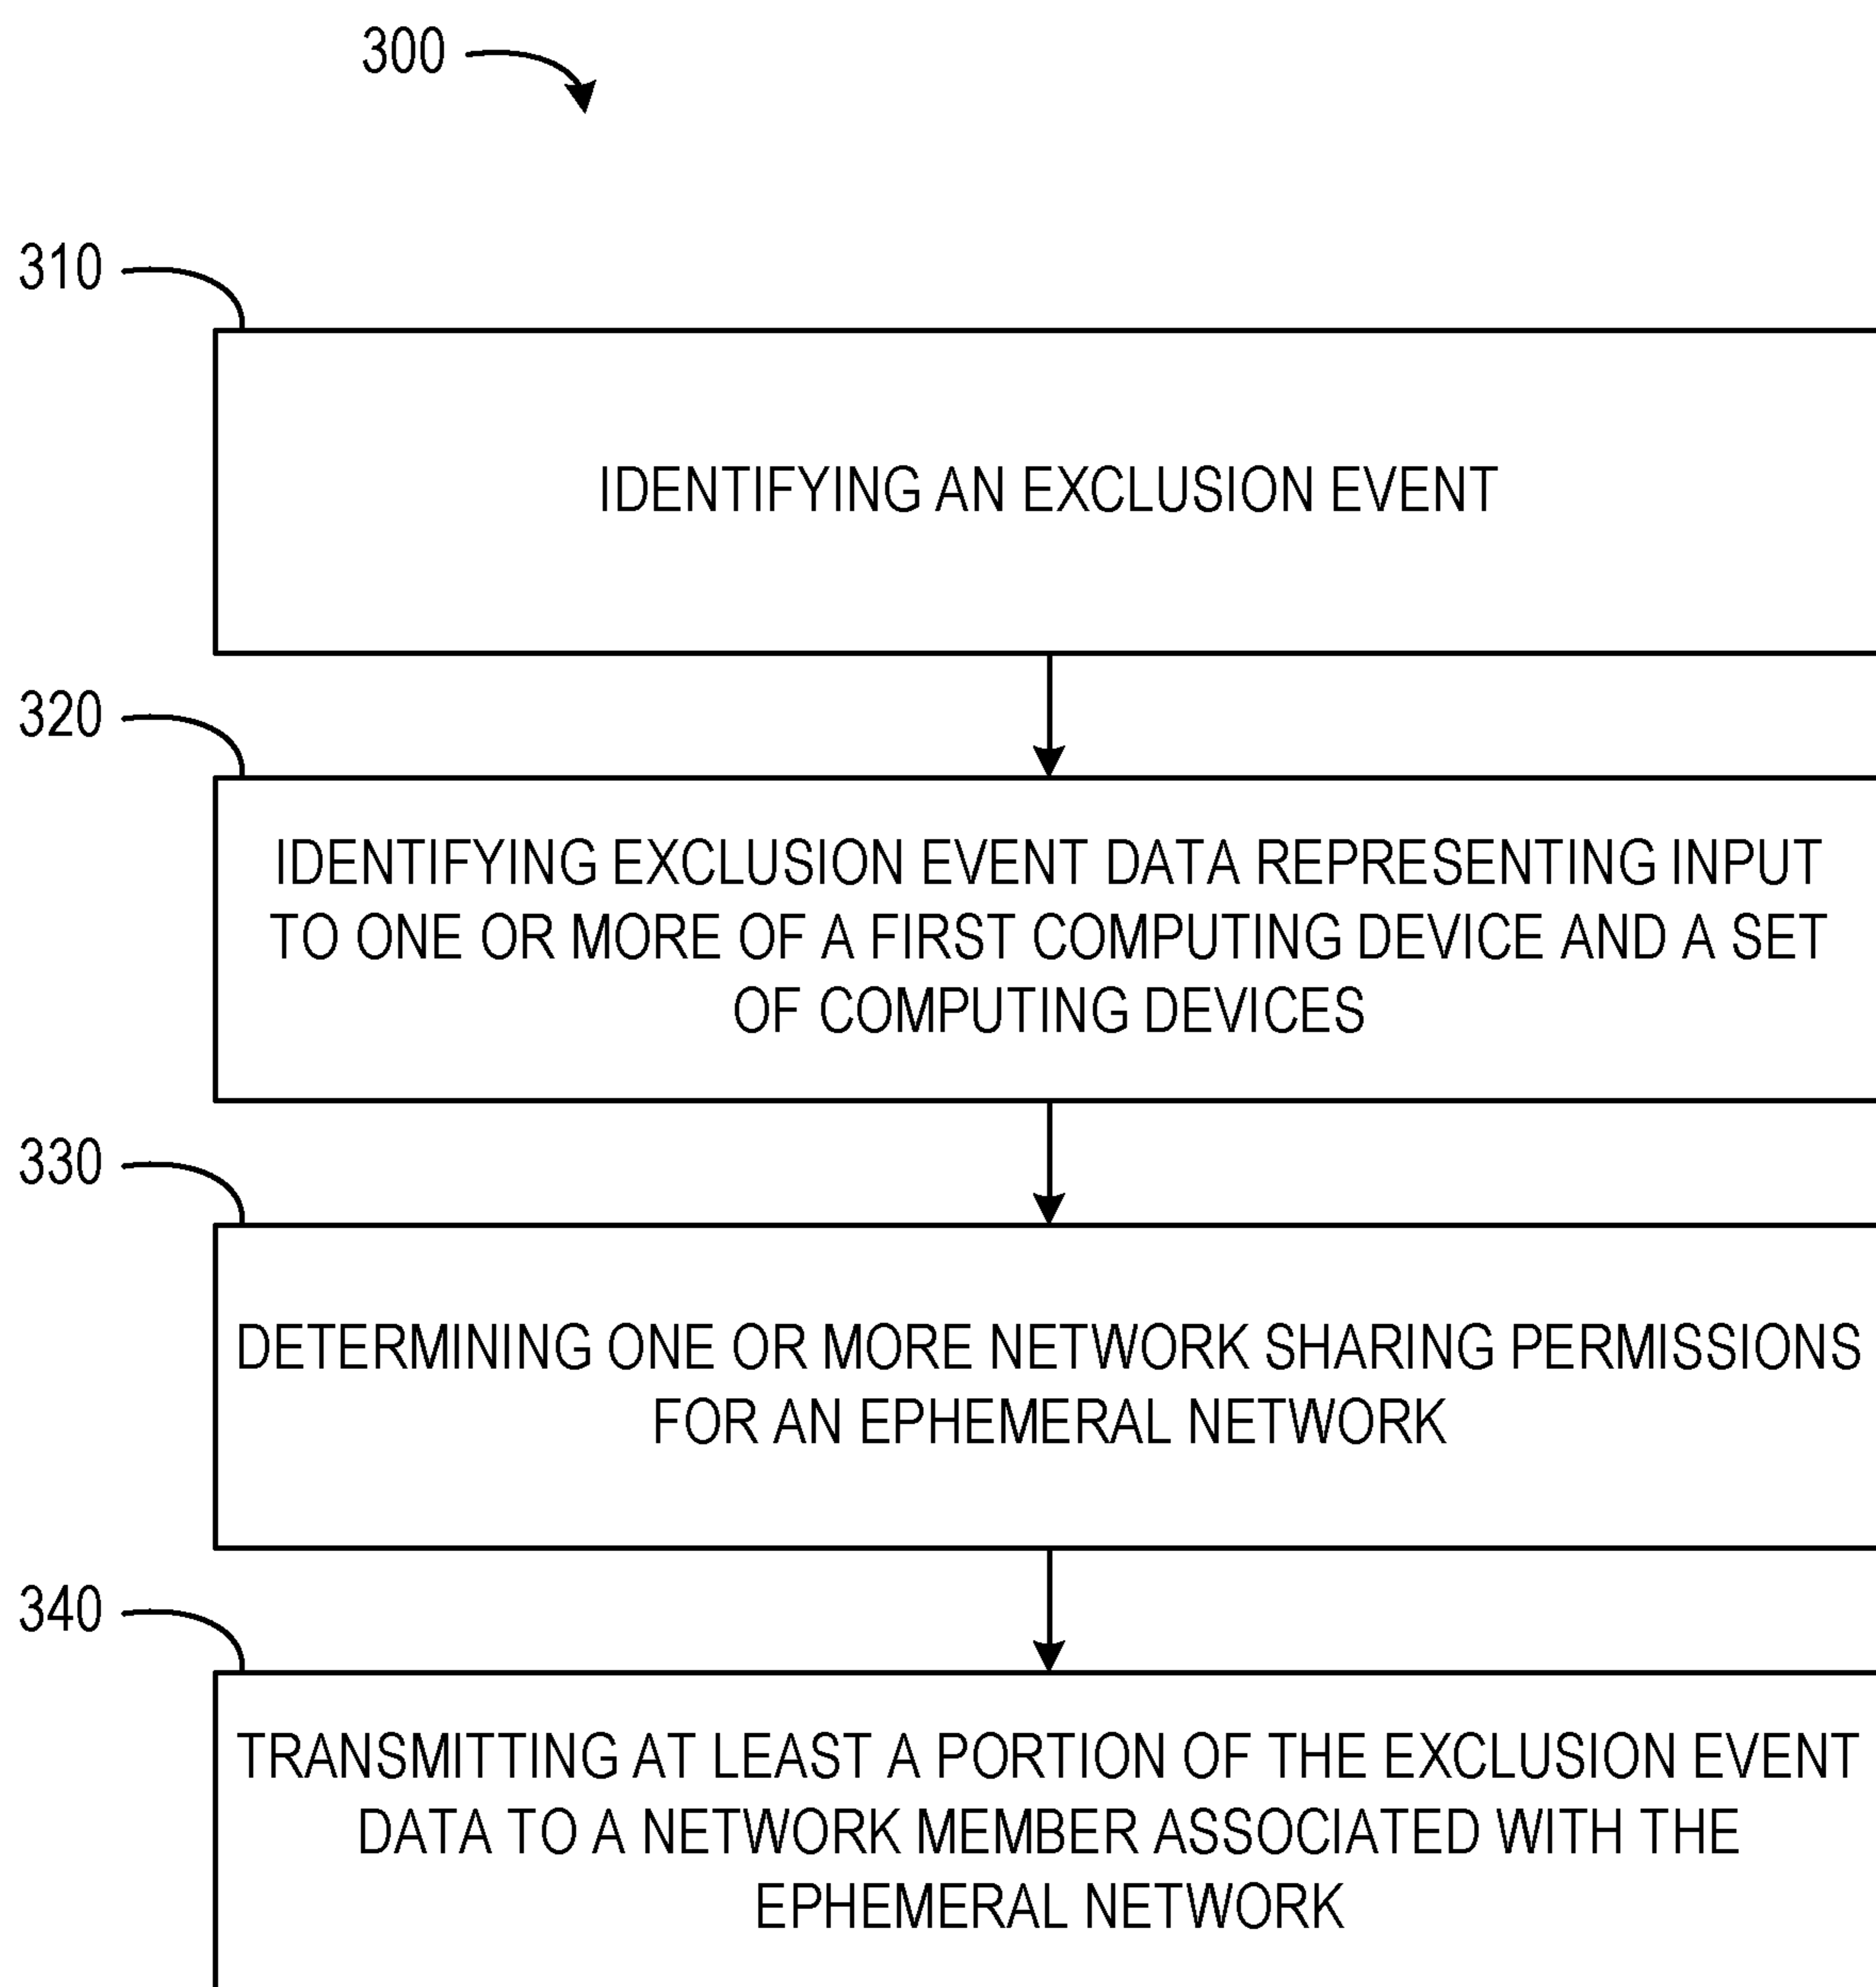 300
310
IDENTIFYING AN EXCLUSION EVENT
320
IDENTIFYING EXCLUSION EVENT DATA REPRESENTING INPUT
TO ONE OR MORE OF A FIRST COMPUTING DEVICE AND A SET
OF COMPUTING DEVICES
330
DETERMINING ONE OR MORE NETWORK SHARING PERMISSIONS
FOR AN EPHEMERAL NETWORK
340
TRANSMITTING AT LEAST A PORTION OF THE EXCLUSION EVENT
DATA TO A NETWORK MEMBER ASSOCIATED WITH THE
EPHEMERAL NETWORK